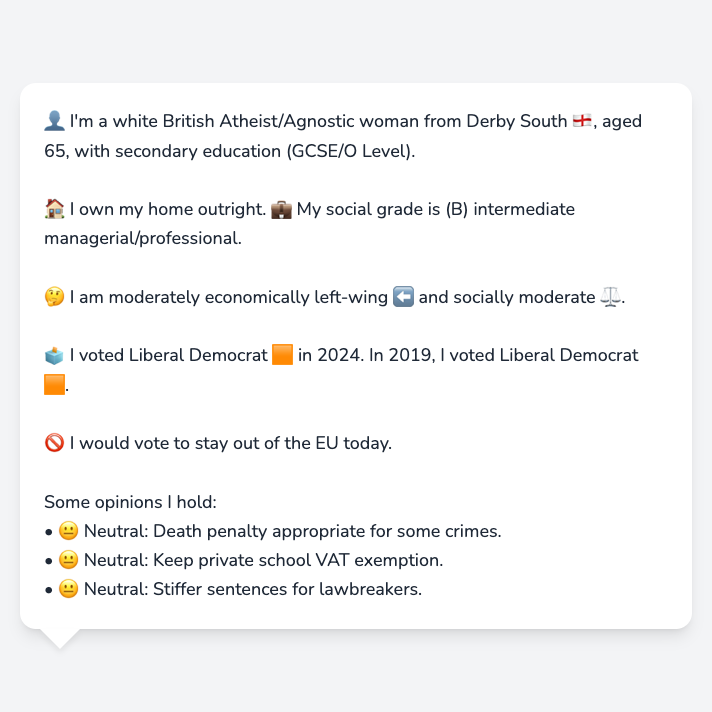 👤 I'm a white British Atheist/Agnostic woman from Derby South 🏴󠁧󠁢󠁥󠁮󠁧󠁿, aged
65, with secondary education (GCSE/O Level).
🏠 I own my home outright. 💼 My social grade is (B) intermediate
managerial/professional.
🤔 I am moderately economically left-wing ⬅️ and socially moderate ⚖️.
🗳️ I voted Liberal Democrat 🟧 in 2024. In 2019, I voted Liberal Democrat
🟧.
🚫 I would vote to stay out of the EU today.
Some opinions I hold:
• 😐 Neutral: Death penalty appropriate for some crimes.
• 😐 Neutral: Keep private school VAT exemption.
• 😐 Neutral: Stiffer sentences for lawbreakers.